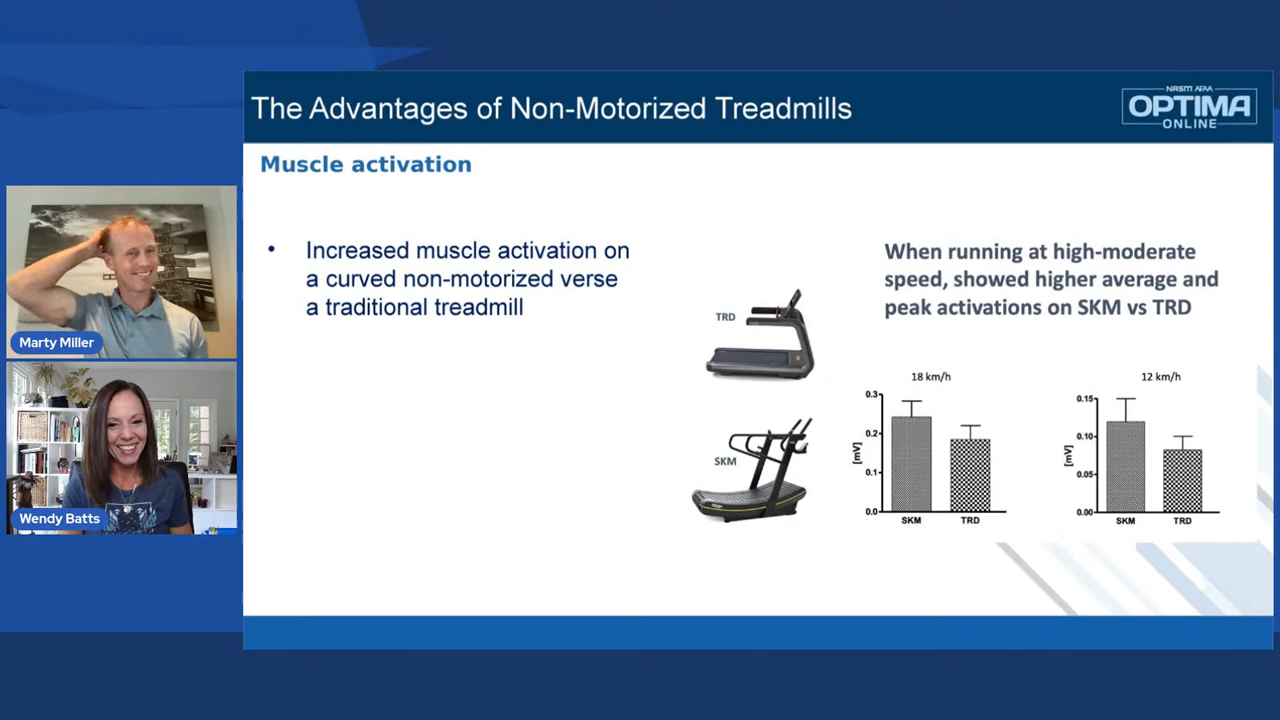 The Advantages of Non-Motorized Treadmills
NASM AFAA
OPTIMA
ONLINE
Muscle activation
• Increased muscle activation on
a curved non-motorized verse
a traditional treadmill
When running at high-moderate
speed, showed higher average and
peak activations on SKM vs TRD
TRD
SKM
18 km/h
0.3
0.2
0.1
0.0
[mV]
SKM TRD
12 km/h
0.15
0.10
0.05
0.00
[mV]
SKM TRD
TYLER
Marty Miller
Wendy Batts